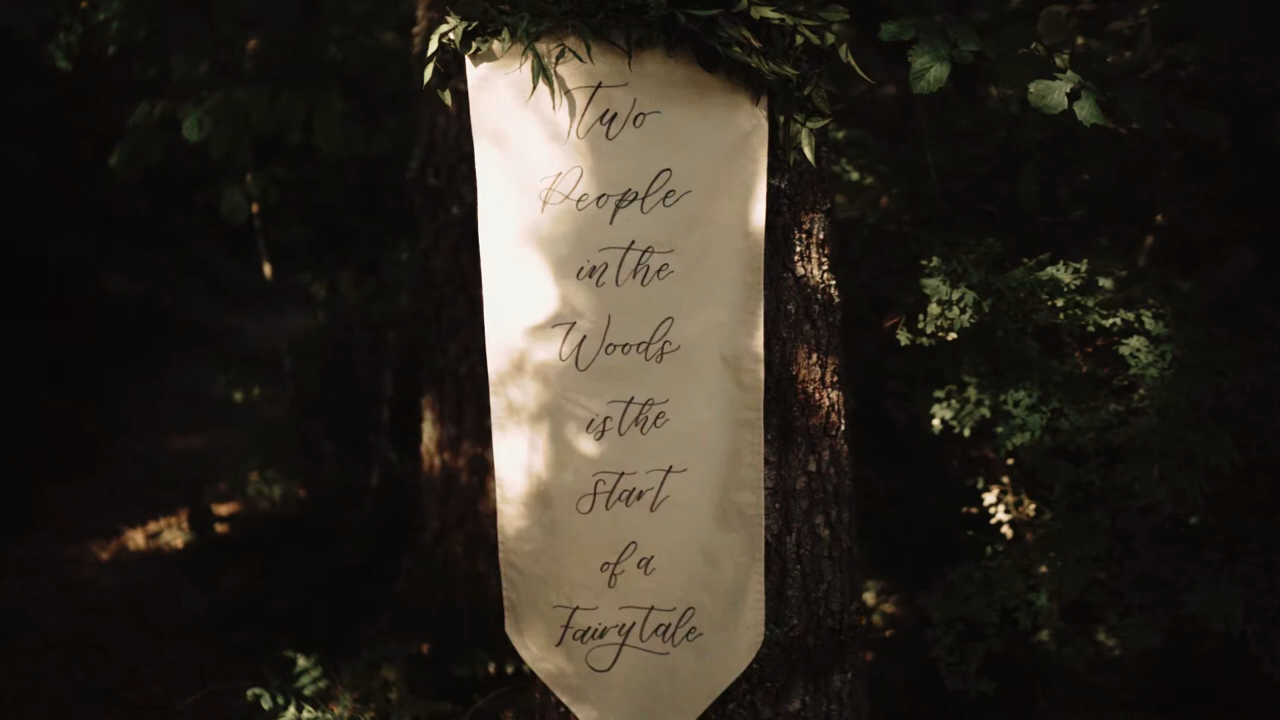 Two
People
in the
Woods
is the
start
of a
Fairytale